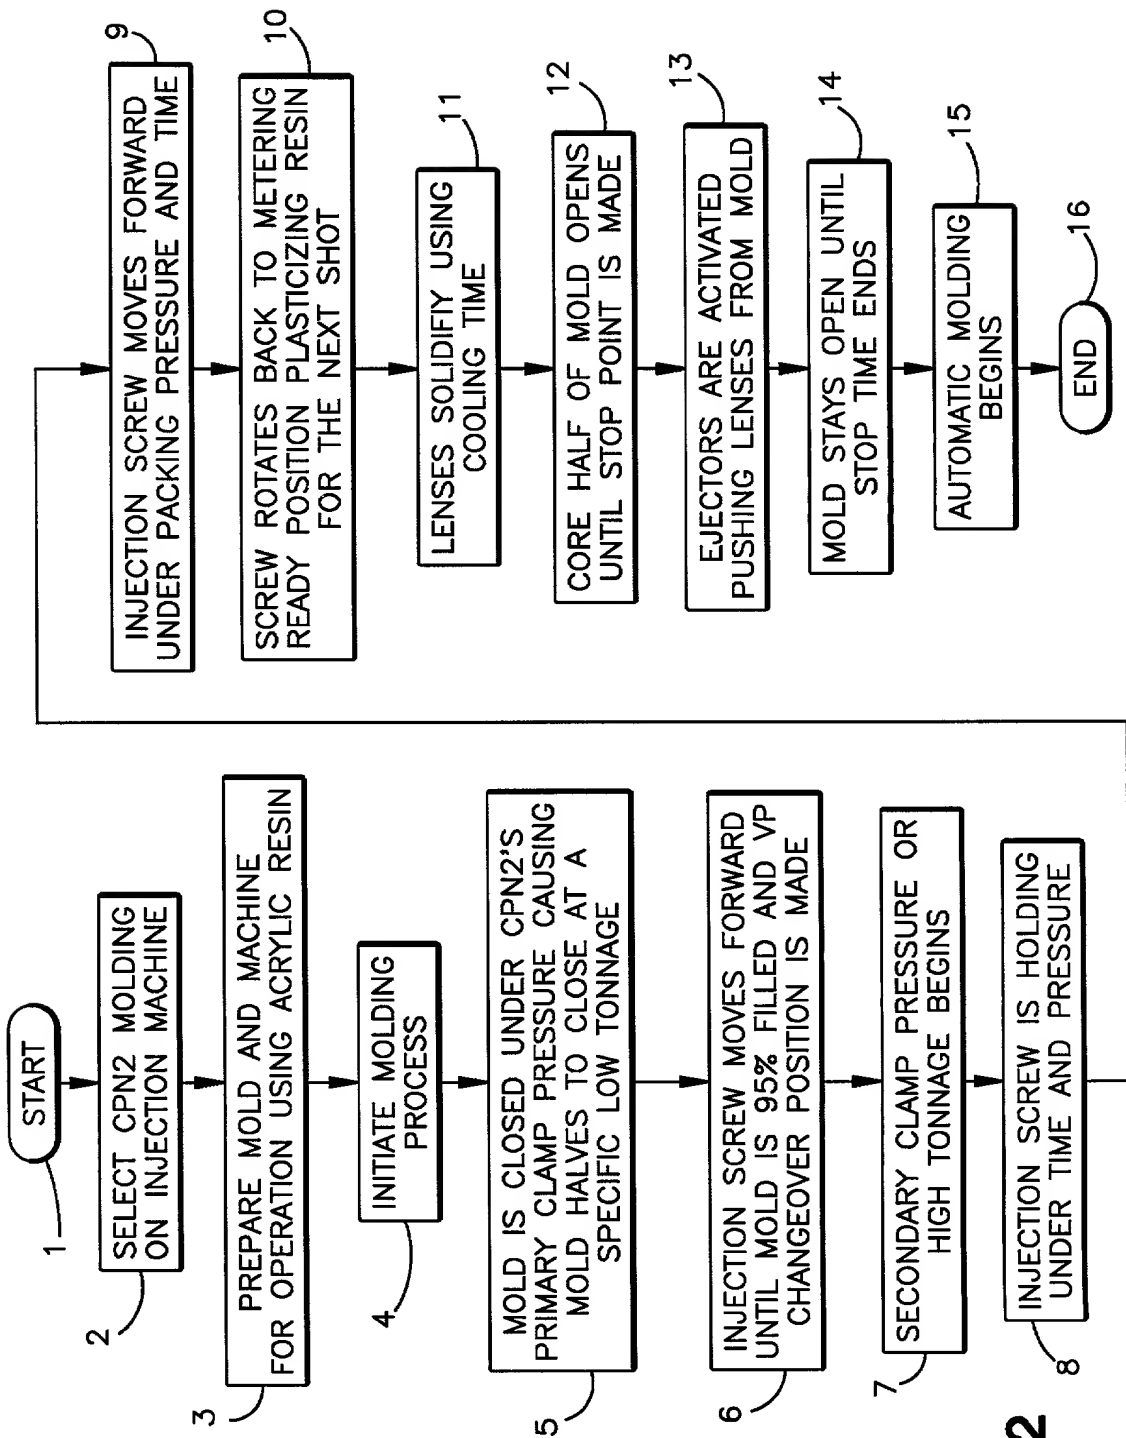 START
1
SELECT CPN2 MOLDING
ON INJECTION MACHINE
2
PREPARE MOLD AND MACHINE
FOR OPERATION USING ACRYLIC RESIN
3
INITIATE MOLDING
PROCESS
4
MOLD IS CLOSED UNDER CPN2'S
PRIMARY CLAMP PRESSURE CAUSING
MOLD HALVES TO CLOSE AT A
SPECIFIC LOW TONNAGE
5
INJECTION SCREW MOVES FORWARD
UNTIL MOLD IS 95% FILLED AND VP
CHANGEOVER POSITION IS MADE
6
SECONDARY CLAMP PRESSURE OR
HIGH TONNAGE BEGINS
7
INJECTION SCREW IS HOLDING
UNDER TIME AND PRESSURE
8
INJECTION SCREW MOVES FORWARD
UNDER PACKING PRESSURE AND TIME
9
SCREW ROTATES BACK TO METERING
READY POSITION PLASTICIZING RESIN
FOR THE NEXT SHOT
10
LENSES SOLIDIFIY USING
COOLING TIME
11
CORE HALF OF MOLD OPENS
UNTIL STOP POINT IS MADE
12
EJECTORS ARE ACTIVATED
PUSHING LENSES FROM MOLD
13
MOLD STAYS OPEN UNTIL
STOP TIME ENDS
14
AUTOMATIC MOLDING
BEGINS
15
END
16
2